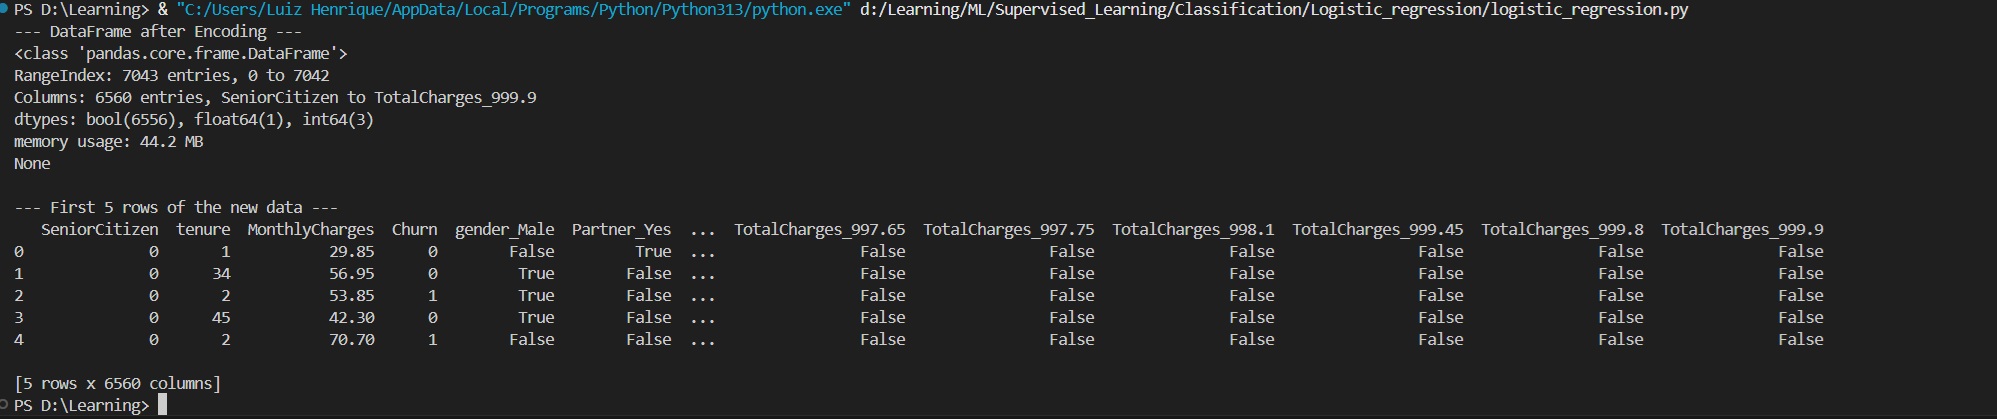 PS D:\Learning> & "C:/Users/Luiz Henrique/AppData/Local/Programs/Python/Python313/python.exe" d:/Learning/ML/Supervised_Learning/Classification/Logistic_regression/logistic_regression.py
--- DataFrame after Encoding ---
<class 'pandas.core.frame.DataFrame'>
RangeIndex: 7043 entries, 0 to 7042
Columns: 6560 entries, SeniorCitizen to TotalCharges_999.9
dtypes: bool(6556), float64(1), int64(3)
memory usage: 44.2 MB
None
--- First 5 rows of the new data ---
   SeniorCitizen  tenure  MonthlyCharges  Churn  gender_Male  Partner_Yes  ...  TotalCharges_997.65  TotalCharges_997.75  TotalCharges_998.1  TotalCharges_999.45  TotalCharges_999.8  TotalCharges_999.9
0              0       1           29.85      0        False         True  ...                False                False               False                False               False               False
1              0      34           56.95      0         True        False  ...                False                False               False                False               False               False
2              0       2           53.85      1         True        False  ...                False                False               False                False               False               False
3              0      45           42.30      0         True        False  ...                False                False               False                False               False               False
4              0       2           70.70      1        False        False  ...                False                False               False                False               False               False
[5 rows x 6560 columns]
PS D:\Learning>